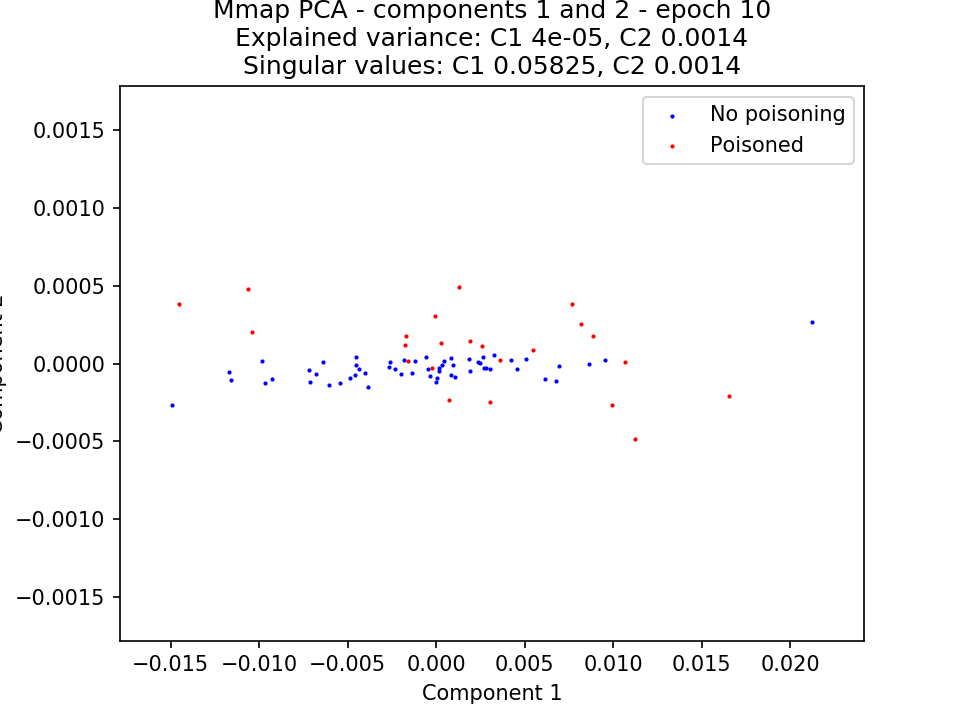 Mmap PCA - components 1 and 2 - epoch 10
Explained variance: C1 4e-05, C2 0.0014
Singular values: C1 0.05825, C2 0.0014
No poisoning
Poisoned
0.0015
0.0010
0.0005
0.0000
−0.0005
−0.0010
−0.0015
−0.015 −0.010 −0.005 0.000 0.005 0.010 0.015 0.020
Component 1